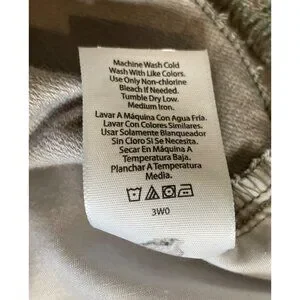 Machine Wash Cold
Wash With Like Colors.
Use Only Non-chlorine
Bleach If Needed.
Tumble Dry Low.
Medium Iron.
Lavar A Máquina Con Agua Fria.
Lavar Con Colores Similares.
Usar Solamente Blanqueador
Sin Cloro Si Se Necesita.
Secar En Máquina A
Temperatura Baja.
Planchar A Temperatura
Media.
3W0